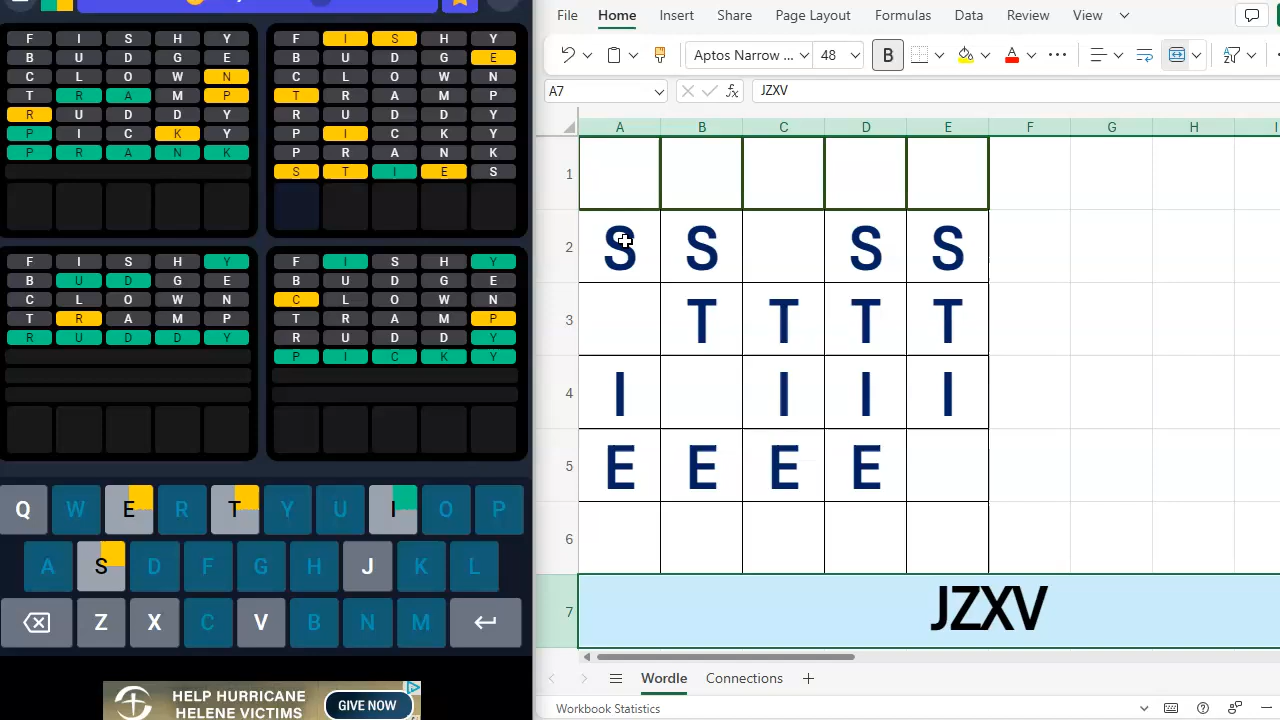 F I S H Y
B U D G E
C L O W N
T R A M P
R U D D Y
P I C K Y
P R A N K
F I S H Y
B U D G E
C L O W N
T R A M P
R U D D Y
P I C K Y
P R A N K
S T I E S
F I S H Y
B U D G E
C L O W N
T R A M P
R U D D Y
F I S H Y
B U D G E
C L O W N
T R A M P
R U D D Y
P I C K Y
Q W E R T Y U I O P
A S D F G H J K L
Z X C V B N M
HELP HURRICANE
HELENE VICTIMS
GIVE NOW
File Home Insert Share Page Layout Formulas Data Review View
Aptos Narrow ... 48 B A ...
A7 fx JZXV
A B C D E F G H I
1
2 S S S S
3 T T T T
4 I I I I
5 E E E E
6
7 JZXV
Wordle Connections
Workbook Statistics